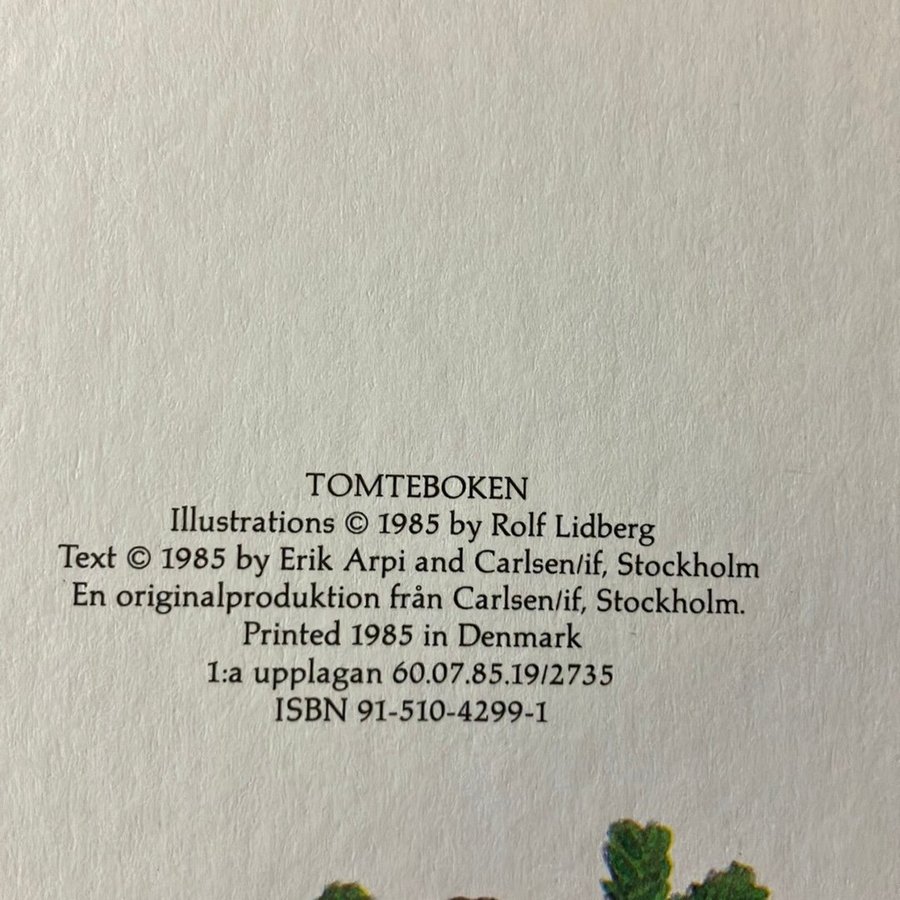 TOMTEBOKEN
Illustrations © 1985 by Rolf Lidberg
Text © 1985 by Erik Arpi and Carlsen/if, Stockholm
En originalproduktion från Carlsen/if, Stockholm.
Printed 1985 in Denmark
1:a upplagan 60.07.85.19/2735
ISBN 91-510-4299-1